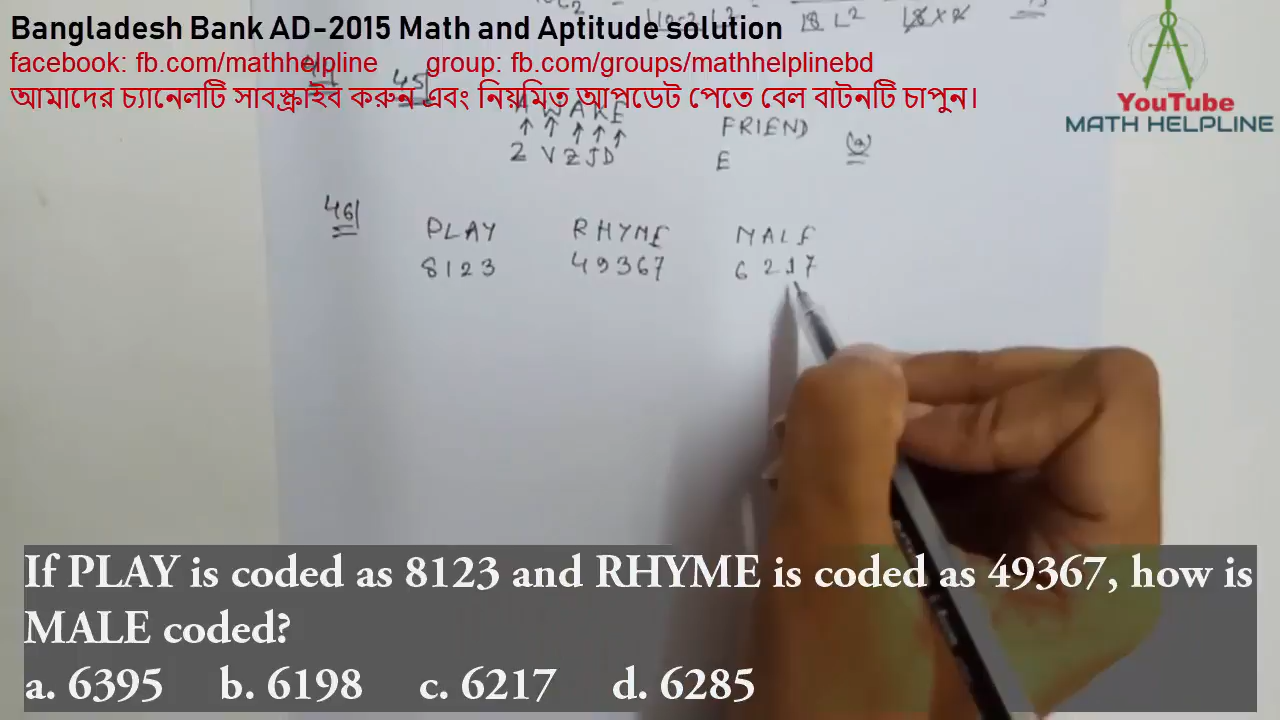 Bangladesh Bank AD-2015 Math and Aptitude solution
facebook: fb.com/mathhelpline group: fb.com/groups/mathhelplinebd
আমাদের চ্যানেলটি সাবস্ক্রাইব করুন এবং নিয়মিত আপডেট পেতে বেল বাটনটি চাপুন।
YouTube
MATH HELPLINE
45|
A W A K E
Z V Z J D
FRIEND
E
(a)
46|
PLAY RHYME MALE
8123 49367 6217
If PLAY is coded as 8123 and RHYME is coded as 49367, how is
MALE coded?
a. 6395 b. 6198 c. 6217 d. 6285